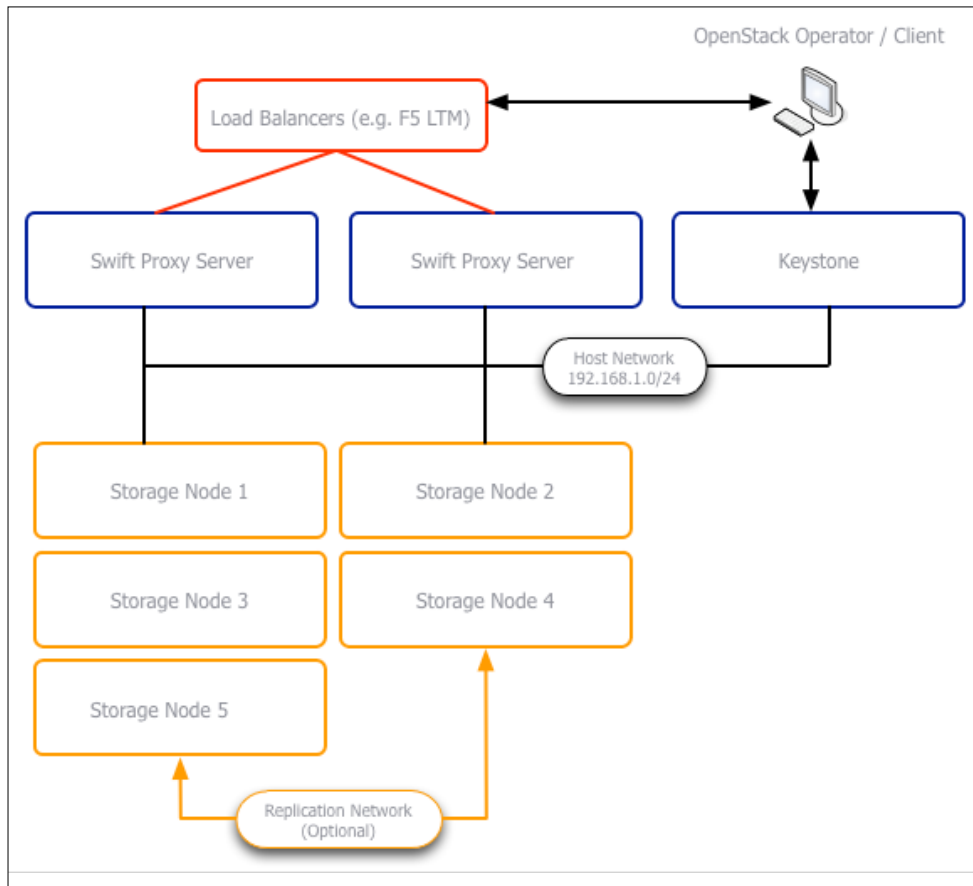 OpenStack Operator / Client
Load Balancers (e.g. F5 LTM)
Swift Proxy Server
Swift Proxy Server
Keystone
Host Network
192.168.1.0/24
Storage Node 1
Storage Node 2
Storage Node 3
Storage Node 4
Storage Node 5
Replication Network
(Optional)